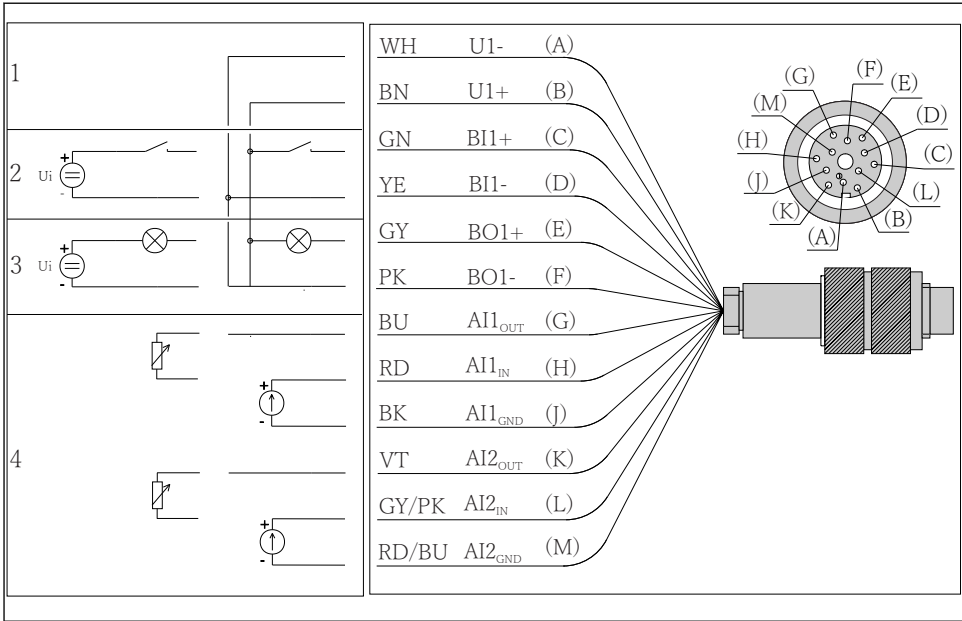 1
2 Ui + = -
3 Ui + = -
4
+ -
+ -
WH U1- (A)
BN U1+ (B)
GN BI1+ (C)
YE BI1- (D)
GY BO1+ (E)
PK BO1- (F)
BU AI1OUT (G)
RD AI1IN (H)
BK AI1GND (J)
VT AI2OUT (K)
GY/PK AI2IN (L)
RD/BU AI2GND (M)
(F)
(G) (E)
(M) (D)
(H) (C)
(J) (L)
(K) (B)
(A)